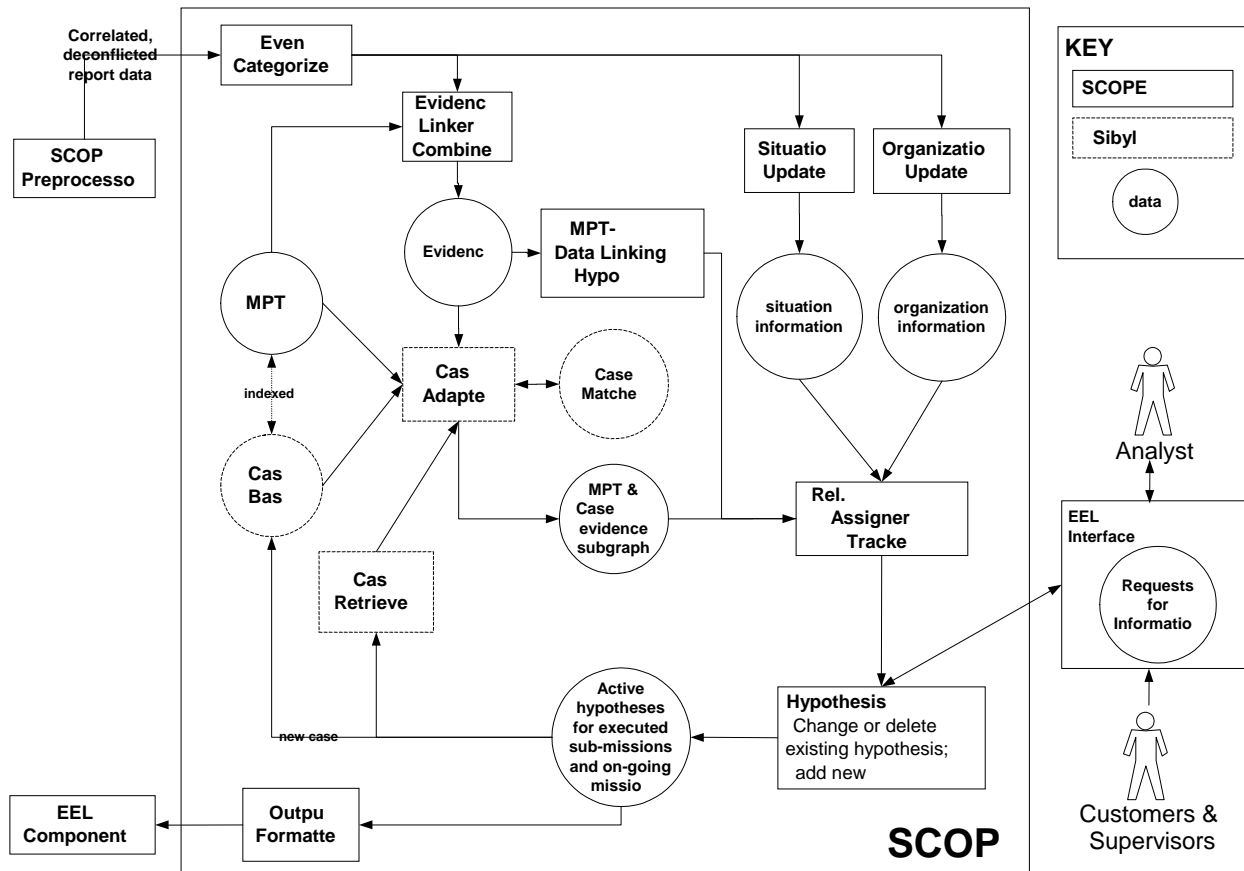 Correlated,
deconflicted
report data
SCOP
Preprocesso
Even
Categorize
Evidenc
Linker
Combine
Situatio
Update
Organizatio
Update
KEY
SCOPE
Sibyl
data
MPT
Evidenc
MPT-
Data Linking
Hypo
situation
information
organization
information
indexed
Cas
Adapte
Case
Matche
Cas
Bas
MPT &
Case
evidence
subgraph
Rel.
Assigner
Tracke
Cas
Retrieve
Analyst
EEL
Interface
Requests
for
Informatio
Active
hypotheses
for executed
sub-missions
and on-going
missio
Hypothesis
Change or delete
existing hypothesis;
add new
new case
EEL
Component
Outpu
Formatte
SCOP
Customers &
Supervisors